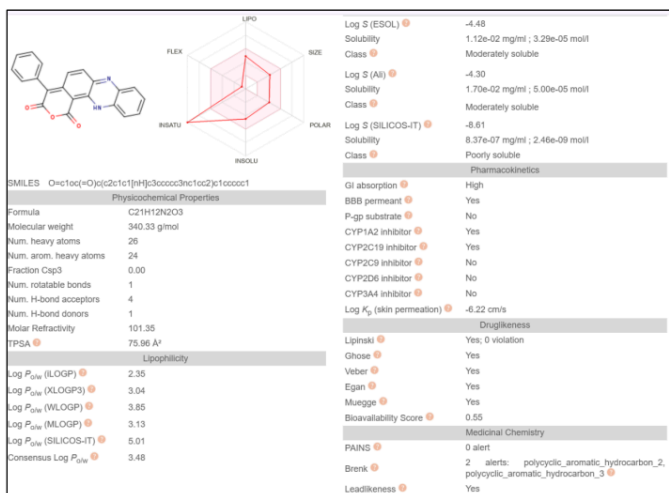 LIPO
FLEX
SIZE
INSATU
POLAR
INSOLU
N
HN
O
O
O
SMILES O=c1oc(=O)c(c2c1c1[nH]c3ccccc3nc1cc2)c1ccccc1
Physicochemical Properties
Formula C21H12N2O3
Molecular weight 340.33 g/mol
Num. heavy atoms 26
Num. arom. heavy atoms 24
Fraction Csp3 0.00
Num. rotatable bonds 1
Num. H-bond acceptors 4
Num. H-bond donors 1
Molar Refractivity 101.35
TPSA ? 75.96 Å²
Lipophilicity
Log Po/w (iLOGP) ? 2.35
Log Po/w (XLOGP3) ? 3.04
Log Po/w (WLOGP) ? 3.85
Log Po/w (MLOGP) ? 3.13
Log Po/w (SILICOS-IT) ? 5.01
Consensus Log Po/w ? 3.48
Log S (ESOL) ? -4.48
Solubility 1.12e-02 mg/ml ; 3.29e-05 mol/l
Class ? Moderately soluble
Log S (Ali) ? -4.30
Solubility 1.70e-02 mg/ml ; 5.00e-05 mol/l
Class ? Moderately soluble
Log S (SILICOS-IT) ? -8.61
Solubility 8.37e-07 mg/ml ; 2.46e-09 mol/l
Class ? Poorly soluble
Pharmacokinetics
GI absorption ? High
BBB permeant ? Yes
P-gp substrate ? No
CYP1A2 inhibitor ? Yes
CYP2C19 inhibitor ? Yes
CYP2C9 inhibitor ? No
CYP2D6 inhibitor ? No
CYP3A4 inhibitor ? No
Log Kp (skin permeation) ? -6.22 cm/s
Druglikeness
Lipinski ? Yes; 0 violation
Ghose ? Yes
Veber ? Yes
Egan ? Yes
Muegge ? Yes
Bioavailability Score ? 0.55
Medicinal Chemistry
PAINS ? 0 alert
Brenk ? 2 alerts: polycyclic_aromatic_hydrocarbon_2,
polycyclic_aromatic_hydrocarbon_3 ?
Leadlikeness ? Yes